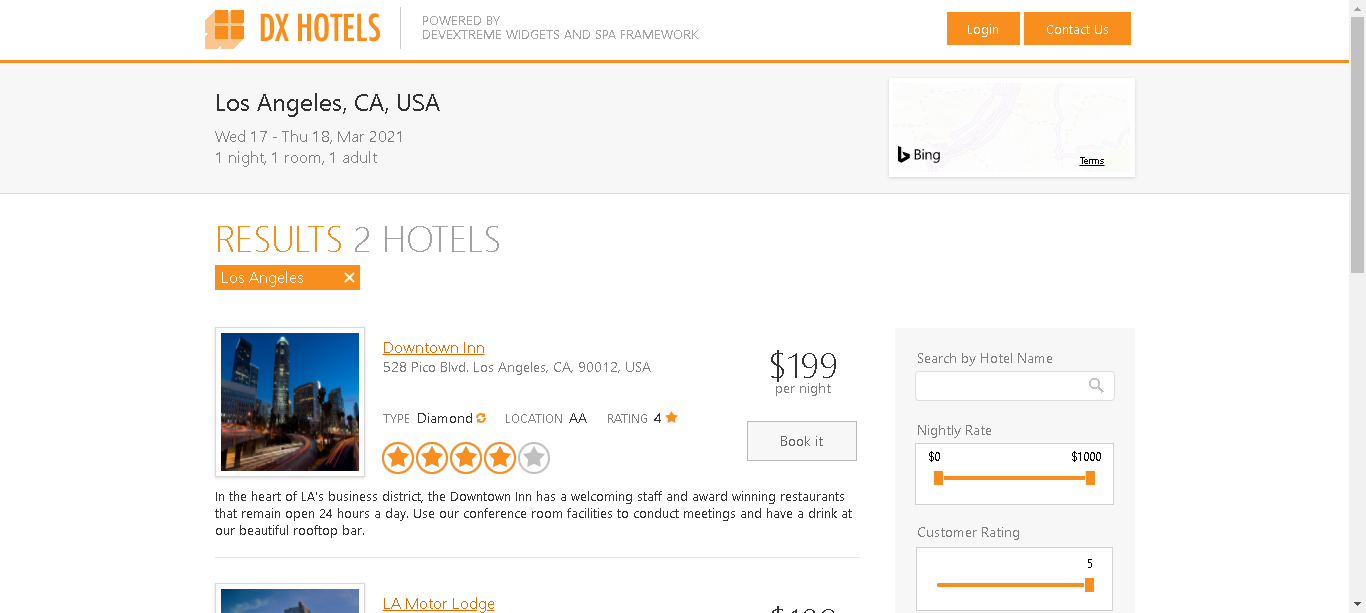 DX HOTELS
POWERED BY
DEVEXTREME WIDGETS AND SPA FRAMEWORK
Login
Contact Us
Los Angeles, CA, USA
Wed 17 - Thu 18, Mar 2021
1 night, 1 room, 1 adult
Bing
Terms
RESULTS 2 HOTELS
Los Angeles
Downtown Inn
528 Pico Blvd. Los Angeles, CA, 90012, USA
TYPE Diamond LOCATION AA RATING 4
$199
per night
Book it
In the heart of LA's business district, the Downtown Inn has a welcoming staff and award winning restaurants
that remain open 24 hours a day. Use our conference room facilities to conduct meetings and have a drink at
our beautiful rooftop bar.
LA Motor Lodge
Search by Hotel Name
Nightly Rate
$0 $1000
Customer Rating
5